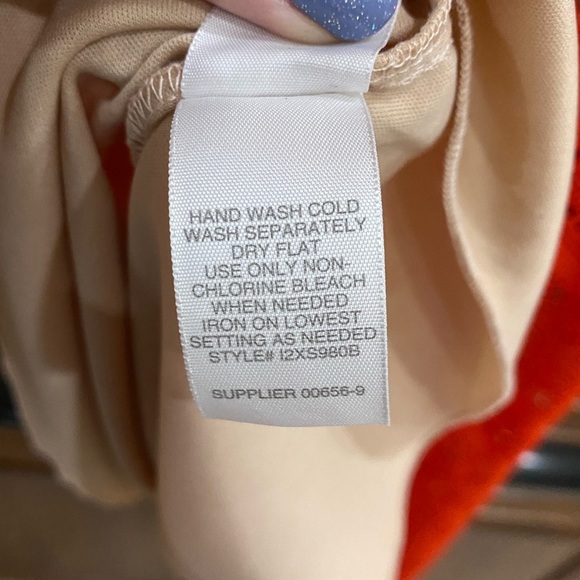 HAND WASH COLD
WASH SEPARATELY
DRY FLAT
USE ONLY NON-
CHLORINE BLEACH
WHEN NEEDED
IRON ON LOWEST
SETTING AS NEEDED
STYLE# I2XS980B
SUPPLIER 00656-9